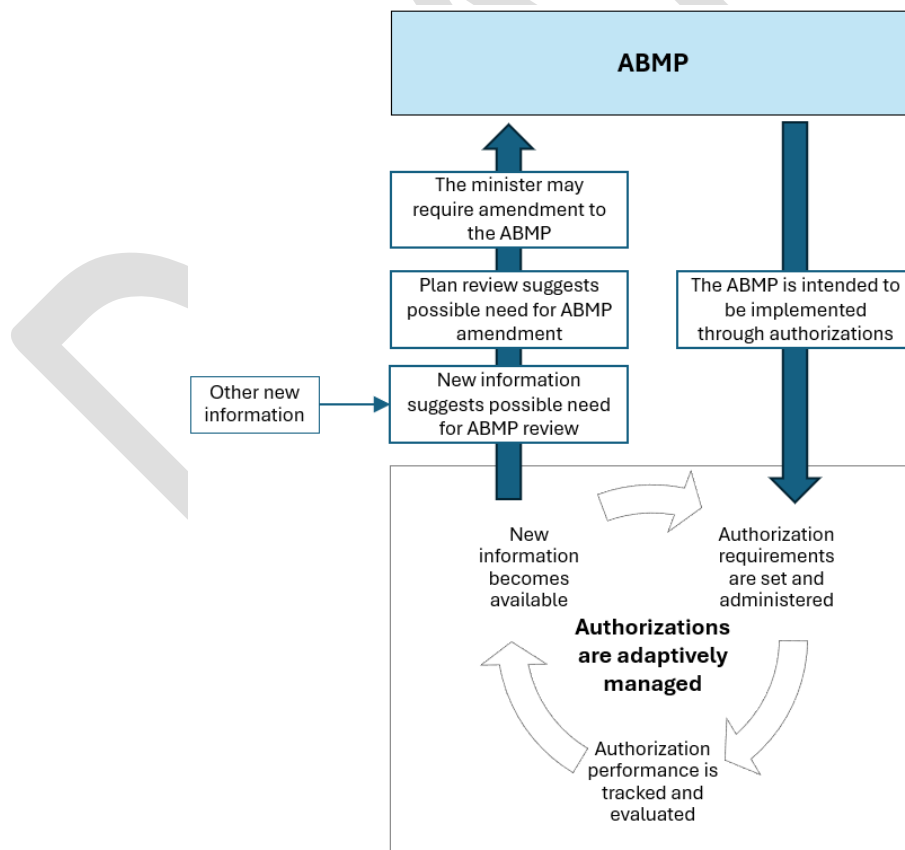 ABMP
The minister may
require amendment to
the ABMP
Plan review suggests
possible need for ABMP
amendment
The ABMP is intended to
be implemented
through authorizations
Other new
information
New information
suggests possible need
for ABMP review
New
information
becomes
available
Authorization
requirements
are set and
administered
Authorizations
are adaptively
managed
Authorization
performance is
tracked and
evaluated